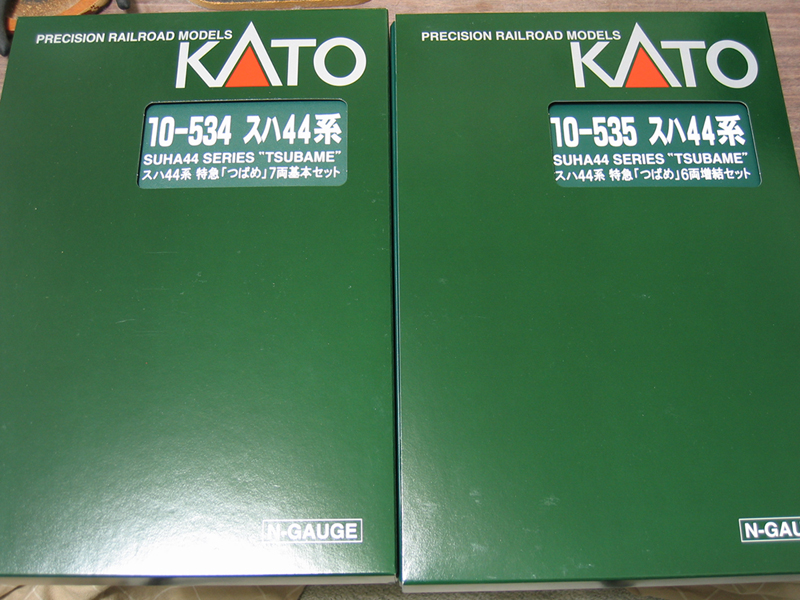 PRECISION RAILROAD MODELS
KATO
10-534 スハ44系
SUHA44 SERIES "TSUBAME"
スハ44系 特急「つばめ」7両基本セット
N-GAUGE
PRECISION RAILROAD MODELS
KATO
10-535 スハ44系
SUHA44 SERIES "TSUBAME"
スハ44系 特急「つばめ」6両増結セット
N-GAU